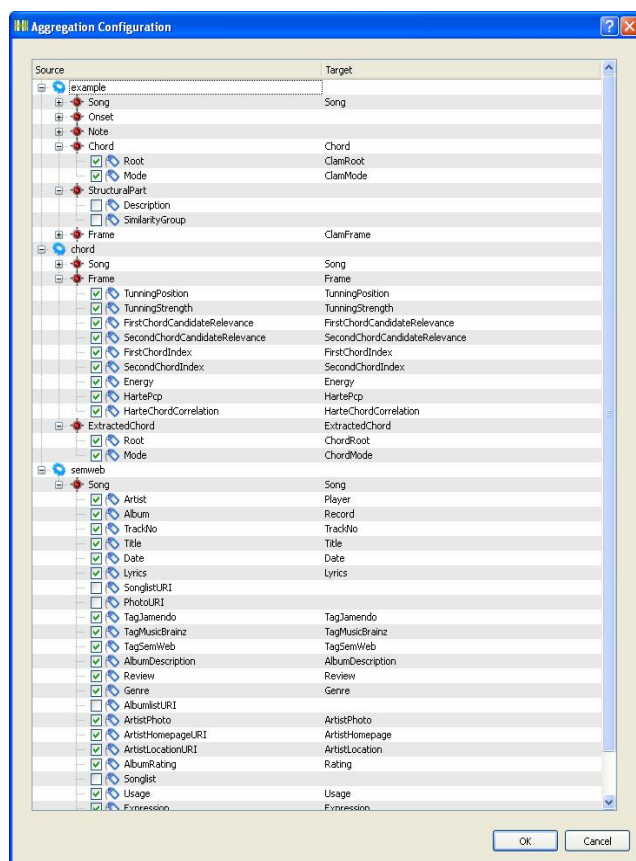 Aggregation Configuration
Source Target
example
Song Song
Onset
Note
Chord Chord
Root ClamRoot
Mode ClamMode
StructuralPart
Description
SimilarityGroup
Frame ClamFrame
chord
Song Song
Frame Frame
TunningPosition TunningPosition
TunningStrength TunningStrength
FirstChordCandidateRelevance FirstChordCandidateRelevance
SecondChordCandidateRelevance SecondChordCandidateRelevance
FirstChordIndex FirstChordIndex
SecondChordIndex SecondChordIndex
Energy Energy
HartePcp HartePcp
HarteChordCorrelation HarteChordCorrelation
ExtractedChord ExtractedChord
Root ChordRoot
Mode ChordMode
semweb
Song Song
Artist Player
Album Record
TrackNo TrackNo
Title Title
Date Date
Lyrics Lyrics
SonglistURI
PhotoURI
TagJamendo TagJamendo
TagMusicBrainz TagMusicBrainz
TagSemWeb TagSemWeb
AlbumDescription AlbumDescription
Review Review
Genre Genre
AlbumlistURI
ArtistPhoto ArtistPhoto
ArtistHomepageURI ArtistHomepage
ArtistLocationURI ArtistLocation
AlbumRating Rating
Songlist
Usage Usage
Expression Expression
OK Cancel